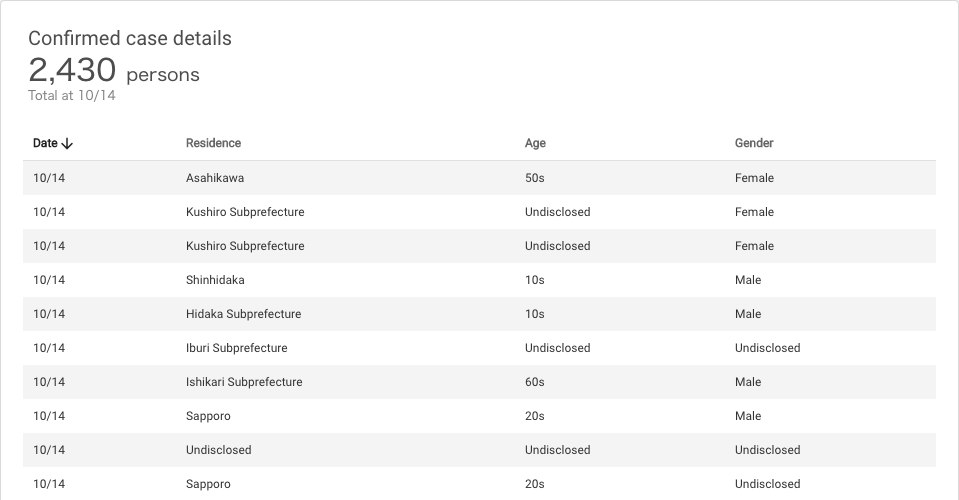 Confirmed case details
2,430 persons
Total at 10/14
Date Residence Age Gender
10/14 Asahikawa 50s Female
10/14 Kushiro Subprefecture Undisclosed Female
10/14 Kushiro Subprefecture Undisclosed Female
10/14 Shinhidaka 10s Male
10/14 Hidaka Subprefecture 10s Male
10/14 Iburi Subprefecture Undisclosed Undisclosed
10/14 Ishikari Subprefecture 60s Male
10/14 Sapporo 20s Male
10/14 Undisclosed Undisclosed Undisclosed
10/14 Sapporo 20s Undisclosed